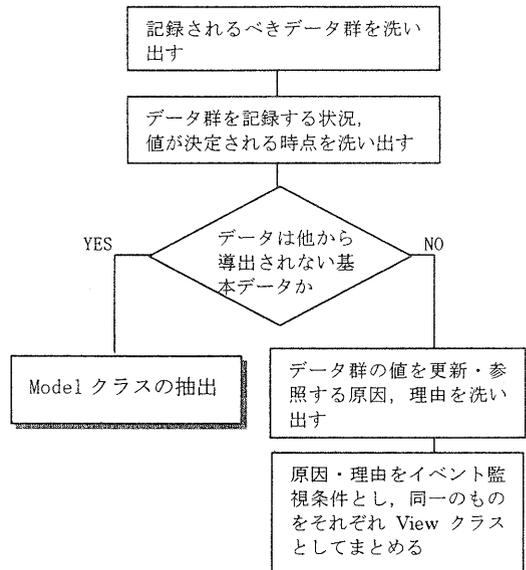 記録されるべきデータ群を洗い
出す
データ群を記録する状況，
値が決定される時点を洗い出す
データは他から
導出されない基
本データか
YES
NO
Modelクラスの抽出
データ群の値を更新・参
照する原因，理由を洗い
出す
原因・理由をイベント監
視条件とし，同一のもの
をそれぞれ View クラス
としてまとめる